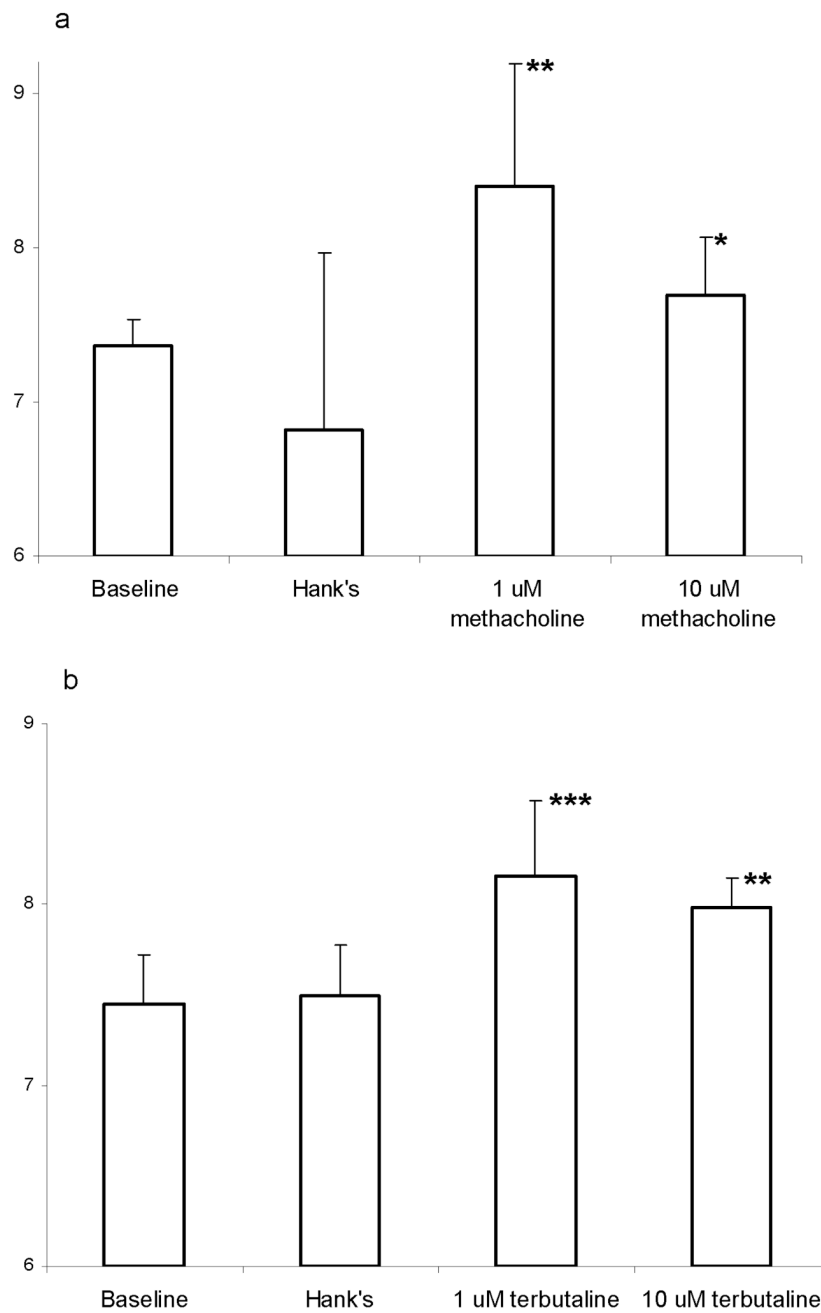 a
9
**
8
*
7
6
Baseline
Hank's
1 uM
methacholine
10 uM
methacholine
b
9
***
**
8
7
6
Baseline
Hank's
1 uM terbutaline
10 uM terbutaline